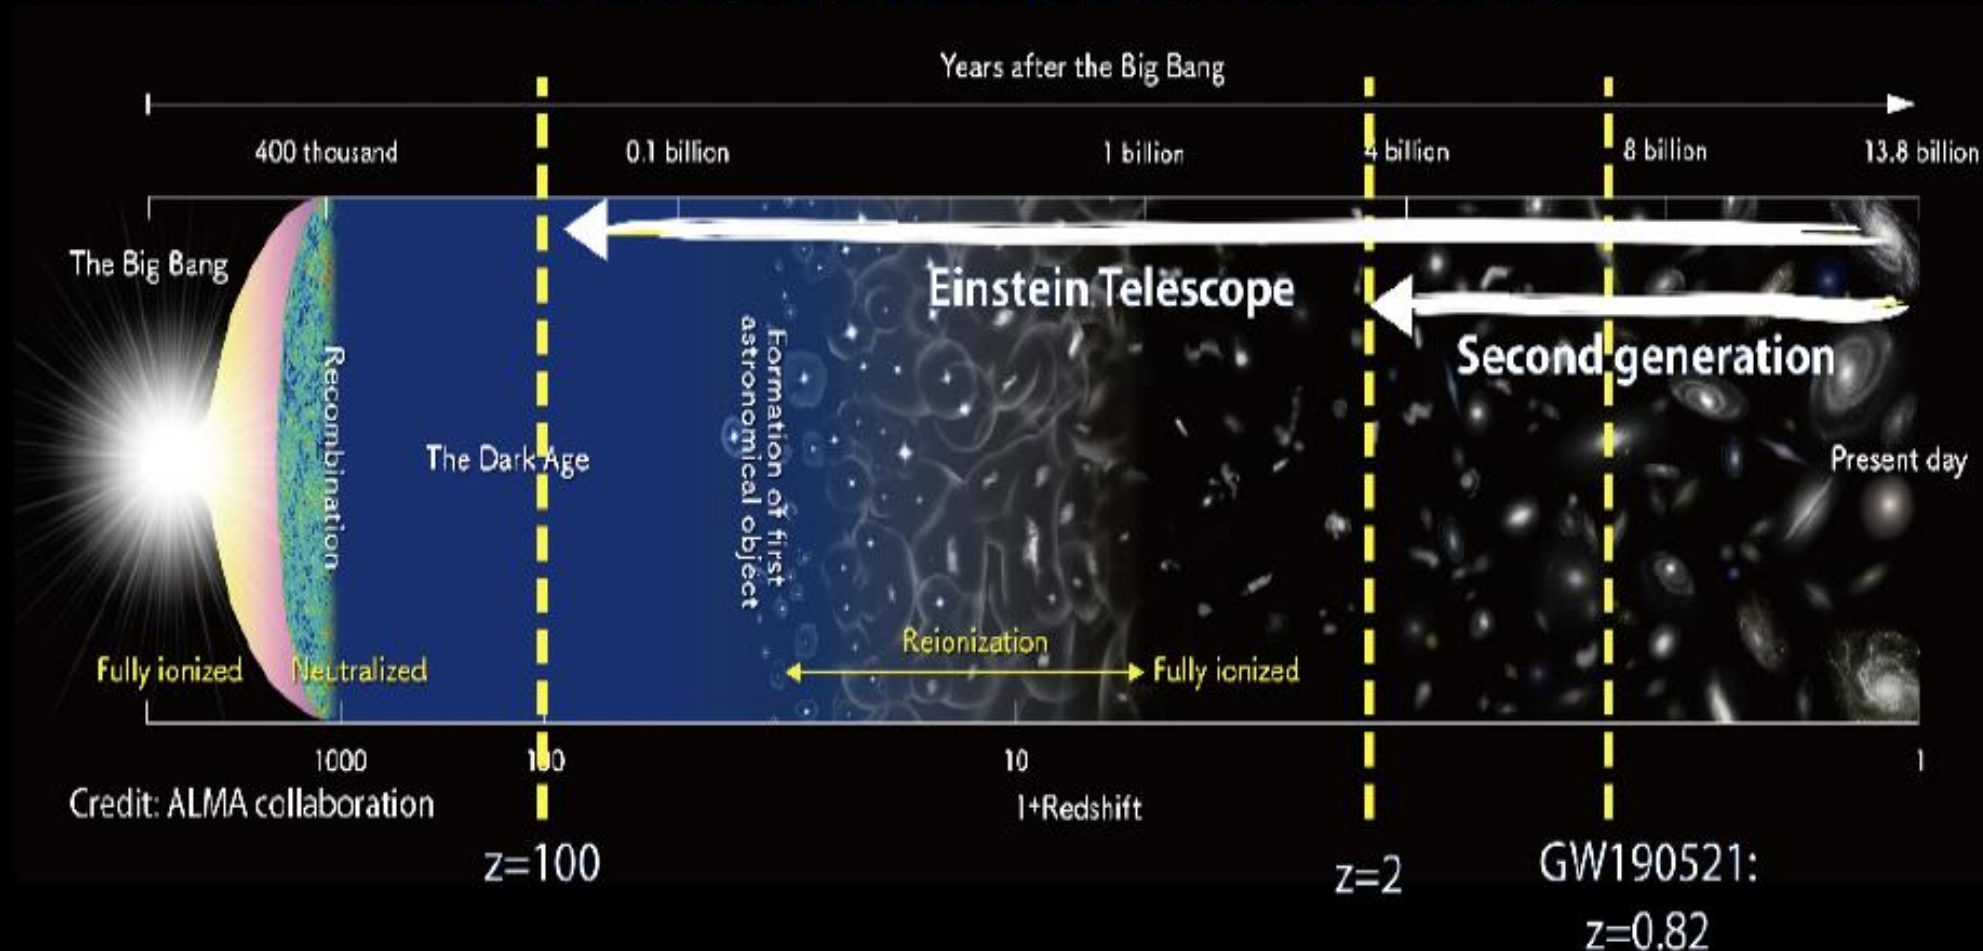 Years after the Big Bang
400 thousand
0.1 billion
1 billion
4 billion
8 billion
13.8 billion
The Big Bang
Einstein Telescope
Second generation
Recombination
Formation of first
astronomical object
The Dark Age
Present day
Reionization
Fully ionized
Neutralized
Fully ionized
1000
100
10
1
Credit: ALMA collaboration
1+Redshift
z=100
z=2
GW190521:
z=0.82